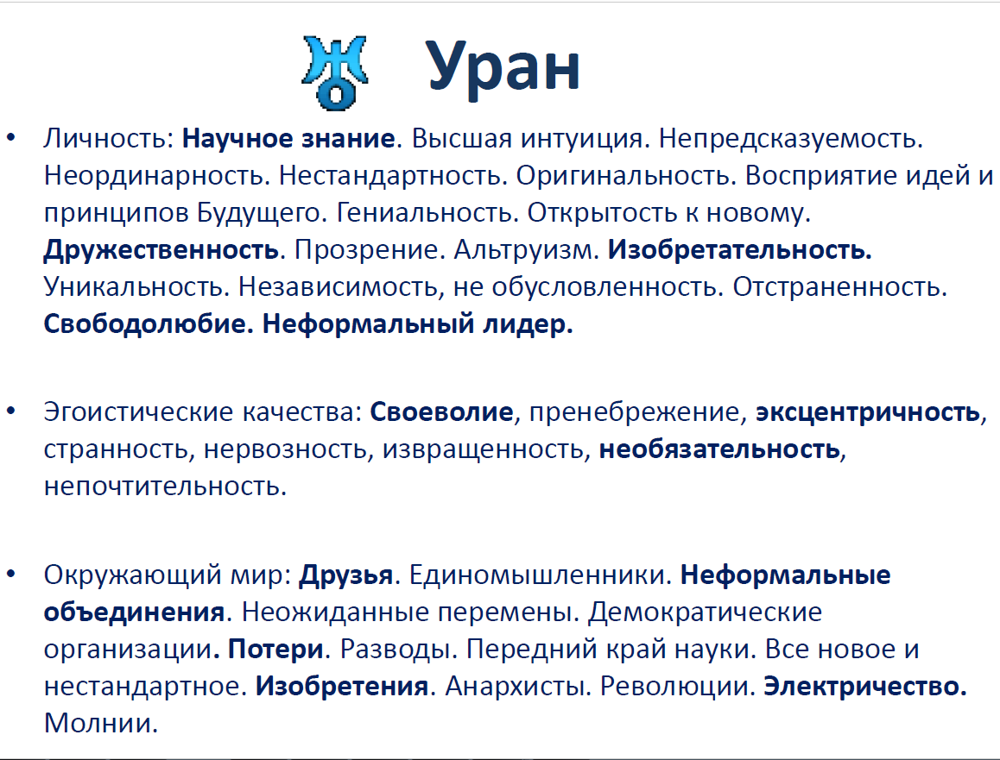 Уран
• Личность: Научное знание. Высшая интуиция. Непредсказуемость.
Неординарность. Нестандартность. Оригинальность. Восприятие идей и
принципов Будущего. Гениальность. Открытость к новому.
Дружественность. Прозрение. Альтруизм. Изобретательность.
Уникальность. Независимость, не обусловленность. Отстраненность.
Свободолюбие. Неформальный лидер.
• Эгоистические качества: Своеволие, пренебрежение, эксцентричность,
странность, нервозность, извращенность, необязательность,
непочтительность.
• Окружающий мир: Друзья. Единомышленники. Неформальные
объединения. Неожиданные перемены. Демократические
организации. Потери. Разводы. Передний край науки. Все новое и
нестандартное. Изобретения. Анархисты. Революции. Электричество.
Молнии.